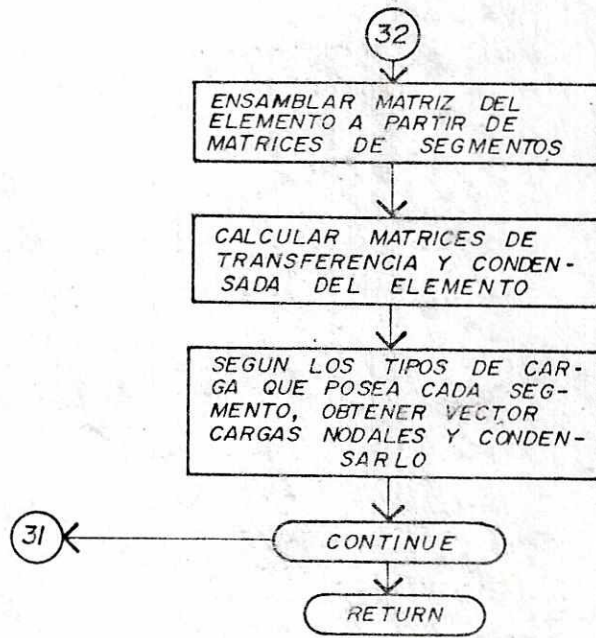 32
ENSAMBLAR MATRIZ DEL
ELEMENTO A PARTIR DE
MATRICES DE SEGMENTOS
CALCULAR MATRICES DE
TRANSFERENCIA Y CONDEN-
SADA DEL ELEMENTO
SEGUN LOS TIPOS DE CAR-
GA QUE POSEA CADA SEG-
MENTO, OBTENER VECTOR
CARGAS NODALES Y CONDEN-
SARLO
31
CONTINUE
RETURN